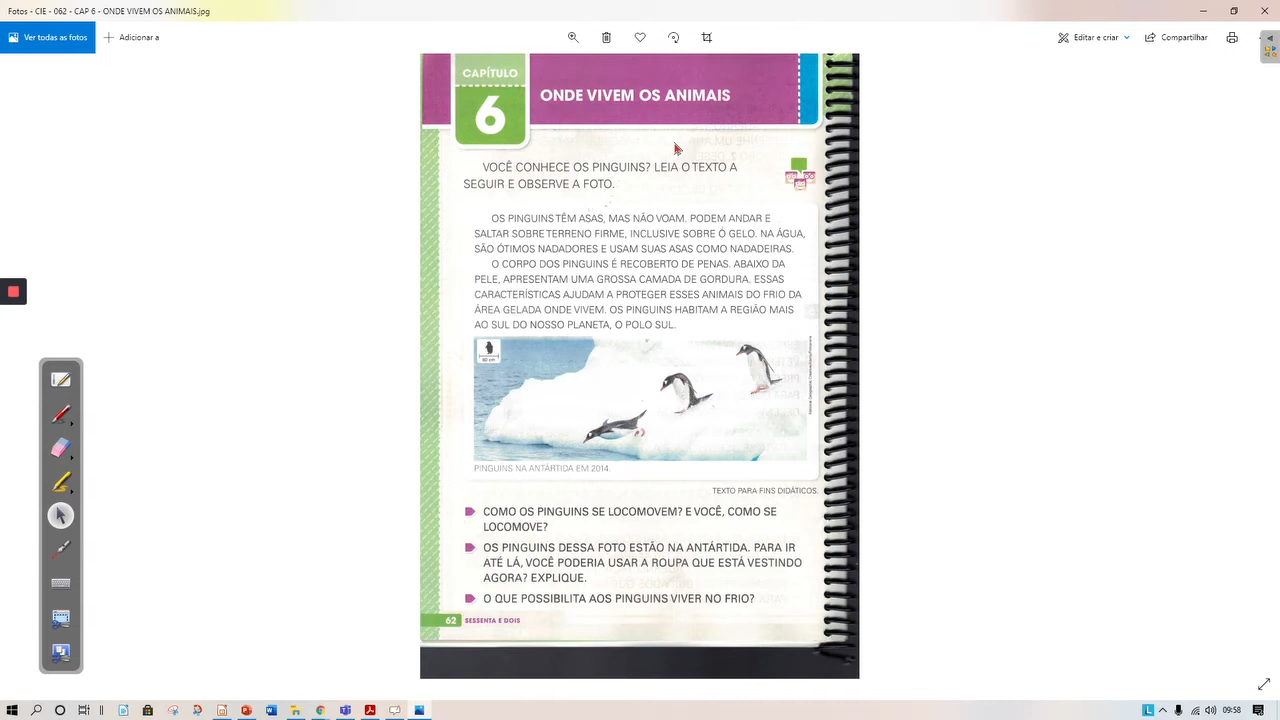 Fotos - CIE - 062 - CAP 6 - ONDE VIVEM OS ANIMAIS.jpg
Ver todas as fotos
Adicionar a
Editar e criar
Compartilhar
CAPÍTULO
6
ONDE VIVEM OS ANIMAIS
VOCÊ CONHECE OS PINGUINS? LEIA O TEXTO A
SEGUIR E OBSERVE A FOTO.
OS PINGUINS TÊM ASAS, MAS NÃO VOAM. PODEM ANDAR E
SALTAR SOBRE TERRENO FIRME, INCLUSIVE SOBRE O GELO. NA ÁGUA,
SÃO ÓTIMOS NADADORES E USAM SUAS ASAS COMO NADADEIRAS.
O CORPO DOS PINGUINS É RECOBERTO DE PENAS. ABAIXO DA
PELE, APRESENTAM UMA GROSSA CAMADA DE GORDURA. ESSAS
CARACTERÍSTICAS AJUDAM A PROTEGER ESSES ANIMAIS DO FRIO DA
ÁREA GELADA ONDE VIVEM. OS PINGUINS HABITAM A REGIÃO MAIS
AO SUL DO NOSSO PLANETA, O POLO SUL.
PINGUINS NA ANTÁRTIDA EM 2014.
TEXTO PARA FINS DIDÁTICOS.
COMO OS PINGUINS SE LOCOMOVEM? E VOCÊ, COMO SE
LOCOMOVE?
OS PINGUINS DESSA FOTO ESTÃO NA ANTÁRTIDA. PARA IR
ATÉ LÁ, VOCÊ PODERIA USAR A ROUPA QUE ESTÁ VESTINDO
AGORA? EXPLIQUE.
O QUE POSSIBILITA AOS PINGUINS VIVER NO FRIO?
62 SESSENTA E DOIS
09:58